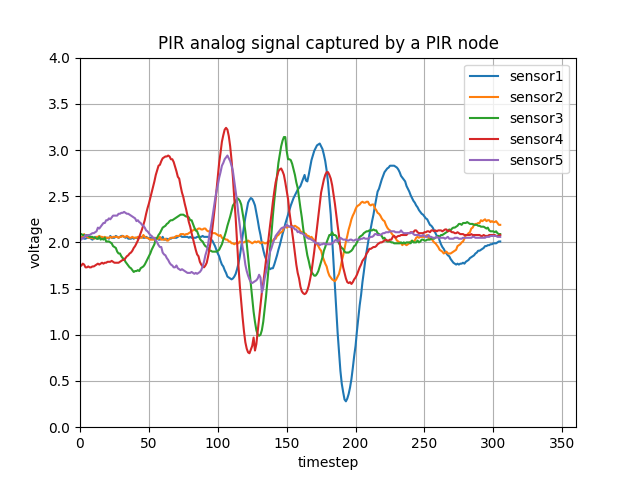 PIR analog signal captured by a PIR node
4.0
3.5
3.0
2.5
2.0
1.5
1.0
0.5
0.0
voltage
sensor1
sensor2
sensor3
sensor4
sensor5
0 50 100 150 200 250 300 350
timestep